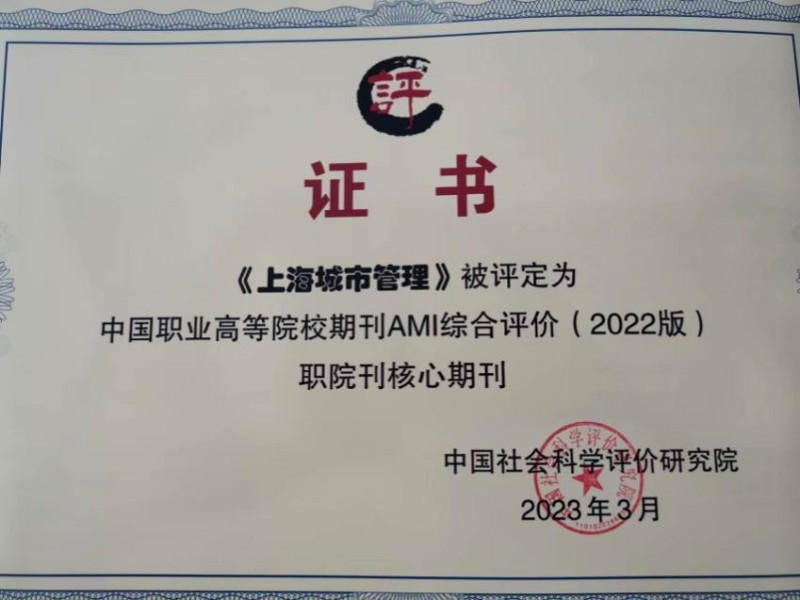 評
证 书
《上海城市管理》被评定为
中国职业高等院校期刊AMI综合评价(2022版)
职院刊核心期刊
中国社会科学评价研究院
2023年3月